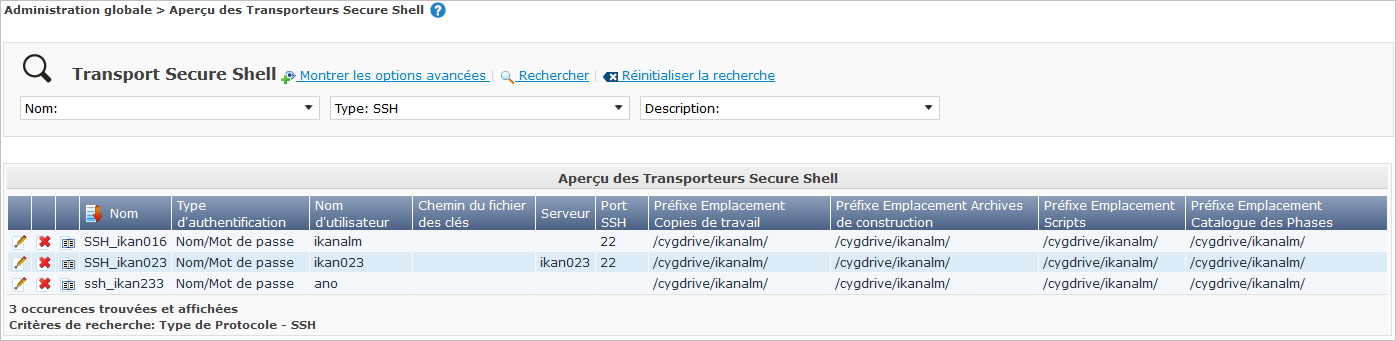 Administration globale > Aperçu des Transporteurs Secure Shell ?
Transport Secure Shell Montrer les options avancées | Rechercher | Réinitialiser la recherche
Nom: Type: SSH Description:
Aperçu des Transporteurs Secure Shell
Nom Type d'authentification Nom d'utilisateur Chemin du fichier des clés Serveur Port SSH Préfixe Emplacement Copies de travail Préfixe Emplacement Archives de construction Préfixe Emplacement Scripts Préfixe Emplacement Catalogue des Phases
SSH_ikan016 Nom/Mot de passe ikanalm 22 /cygdrive/ikanalm/ /cygdrive/ikanalm/ /cygdrive/ikanalm/ /cygdrive/ikanalm/
SSH_ikan023 Nom/Mot de passe ikan023 ikan023 22 /cygdrive/ikanalm/ /cygdrive/ikanalm/ /cygdrive/ikanalm/ /cygdrive/ikanalm/
ssh_ikan233 Nom/Mot de passe ano /cygdrive/ikanalm/ /cygdrive/ikanalm/ /cygdrive/ikanalm/ /cygdrive/ikanalm/
3 occurences trouvées et affichées
Critères de recherche: Type de Protocole - SSH